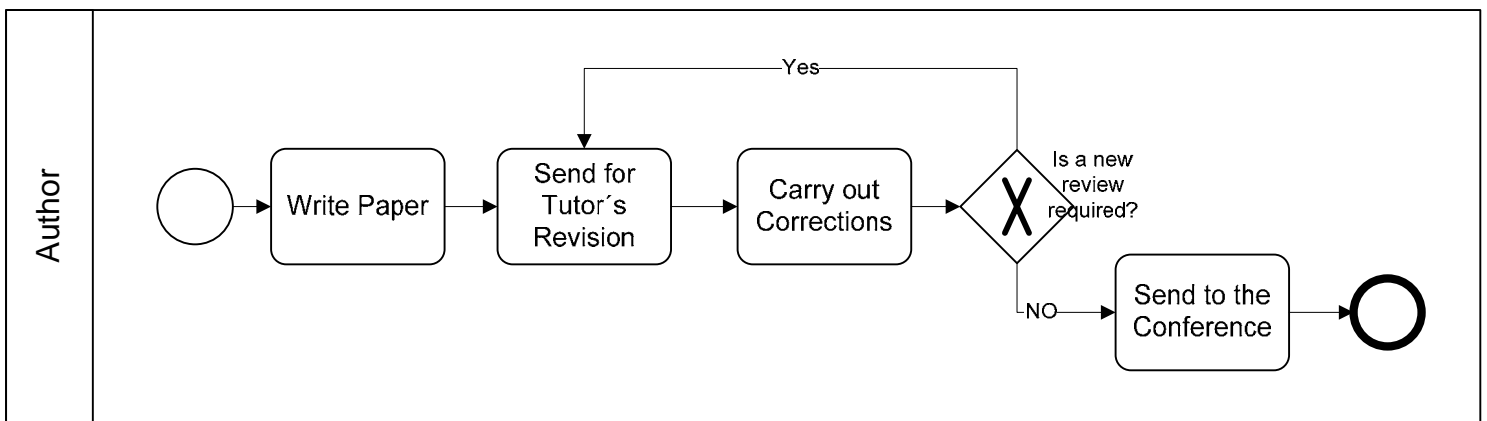 Author
Write Paper
Send for
Tutor´s
Revision
Carry out
Corrections
Yes
Is a new
review
required?
NO
Send to the
Conference